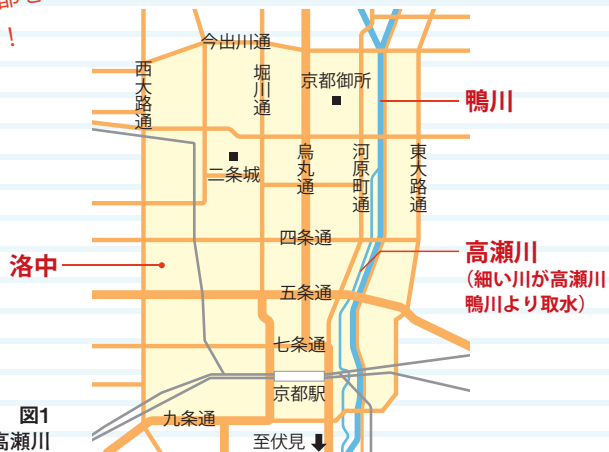 ！
今出川通
西大路通
堀川通
京都御所
鴨川
二条城
烏丸通
河原町通
東大路通
四条通
洛中
高瀬川
（細い川が高瀬川
鴨川より取水）
五条通
七条通
京都駅
図1
高瀬川
九条通
至伏見